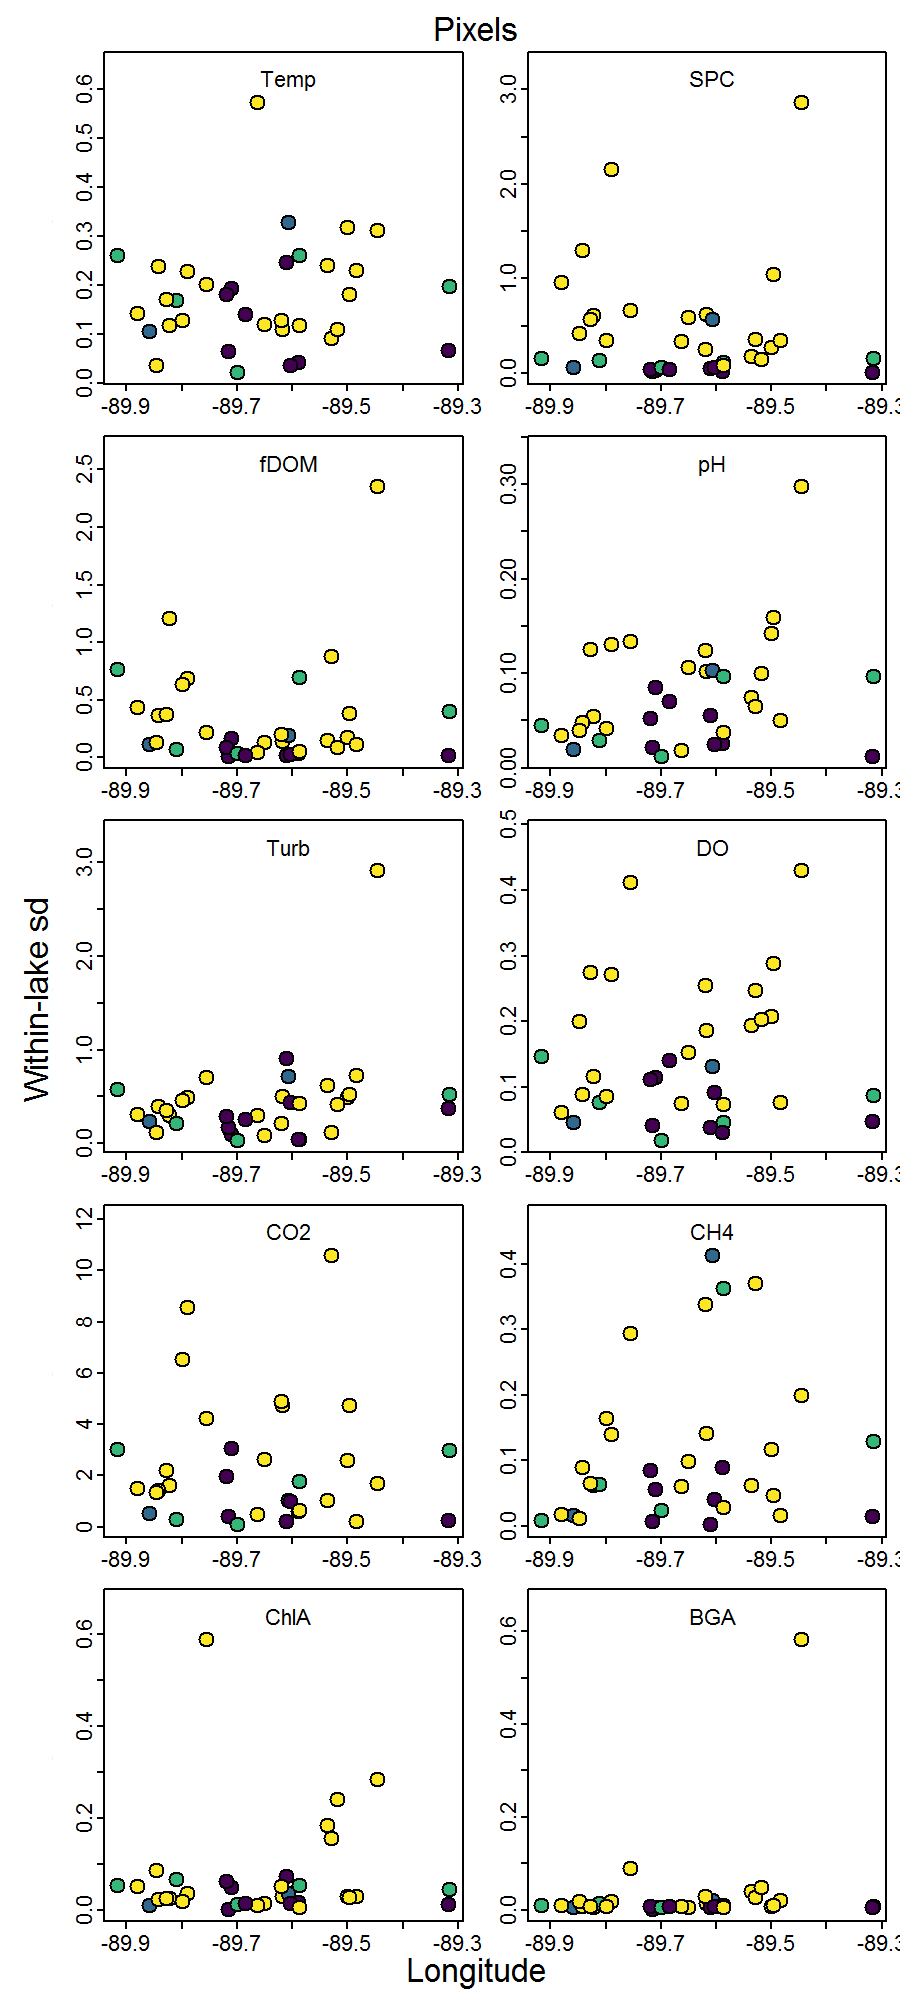 Pixels
Temp
0.0 0.1 0.2 0.3 0.4 0.5 0.6
-89.9 -89.7 -89.5 -89.3
SPC
0.0 1.0 2.0 3.0
-89.9 -89.7 -89.5 -89.3
fDOM
0.0 0.5 1.0 1.5 2.0 2.5
-89.9 -89.7 -89.5 -89.3
pH
0.00 0.10 0.20 0.30
-89.9 -89.7 -89.5 -89.3
Within-lake sd
Turb
0.0 1.0 2.0 3.0
-89.9 -89.7 -89.5 -89.3
DO
0.0 0.1 0.2 0.3 0.4 0.5
-89.9 -89.7 -89.5 -89.3
CO2
0 2 4 6 8 10 12
-89.9 -89.7 -89.5 -89.3
CH4
0.0 0.1 0.2 0.3 0.4
-89.9 -89.7 -89.5 -89.3
ChlA
0.0 0.2 0.4 0.6
-89.9 -89.7 -89.5 -89.3
BGA
0.0 0.2 0.4 0.6
-89.9 -89.7 -89.5 -89.3
Longitude